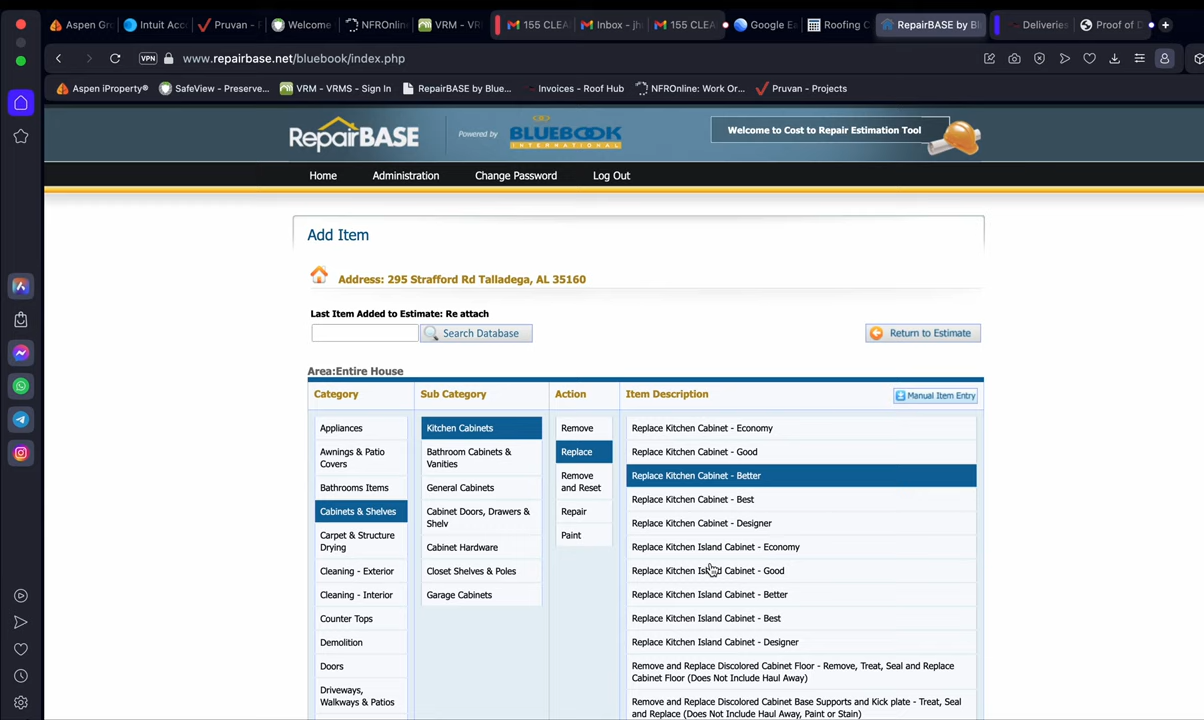 Aspen Gro
Intuit Acc
Pruvan -
Welcome
NFROnlin
VRM - VR
155 CLEA
Inbox - jh
155 CLEA
Google Ea
Roofing C
RepairBASE by Bl
Deliveries
Proof of D
VPN
www.repairbase.net/bluebook/index.php
Aspen iProperty®
SafeView - Preserve...
VRM - VRMS - Sign In
RepairBASE by Blue...
Invoices - Roof Hub
NFROnline: Work Or...
Pruvan - Projects
RepairBASE
Powered by
BLUEBOOK
INTERNATIONAL
Welcome to Cost to Repair Estimation Tool
Home
Administration
Change Password
Log Out
Add Item
Address: 295 Strafford Rd Talladega, AL 35160
Last Item Added to Estimate: Re attach
Search Database
Return to Estimate
Area:Entire House
Category
Sub Category
Action
Item Description
Manual Item Entry
Appliances
Awnings & Patio
Covers
Bathrooms Items
Cabinets & Shelves
Carpet & Structure
Drying
Cleaning - Exterior
Cleaning - Interior
Counter Tops
Demolition
Doors
Driveways,
Walkways & Patios
Kitchen Cabinets
Bathroom Cabinets &
Vanities
General Cabinets
Cabinet Doors, Drawers &
Shelv
Cabinet Hardware
Closet Shelves & Poles
Garage Cabinets
Remove
Replace
Remove
and Reset
Repair
Paint
Replace Kitchen Cabinet - Economy
Replace Kitchen Cabinet - Good
Replace Kitchen Cabinet - Better
Replace Kitchen Cabinet - Best
Replace Kitchen Cabinet - Designer
Replace Kitchen Island Cabinet - Economy
Replace Kitchen Island Cabinet - Good
Replace Kitchen Island Cabinet - Better
Replace Kitchen Island Cabinet - Best
Replace Kitchen Island Cabinet - Designer
Remove and Replace Discolored Cabinet Floor - Remove, Treat, Seal and Replace
Cabinet Floor (Does Not Include Haul Away)
Remove and Replace Discolored Cabinet Base Supports and Kick plate - Treat, Seal
and Replace (Does Not Include Haul Away, Paint or Stain)